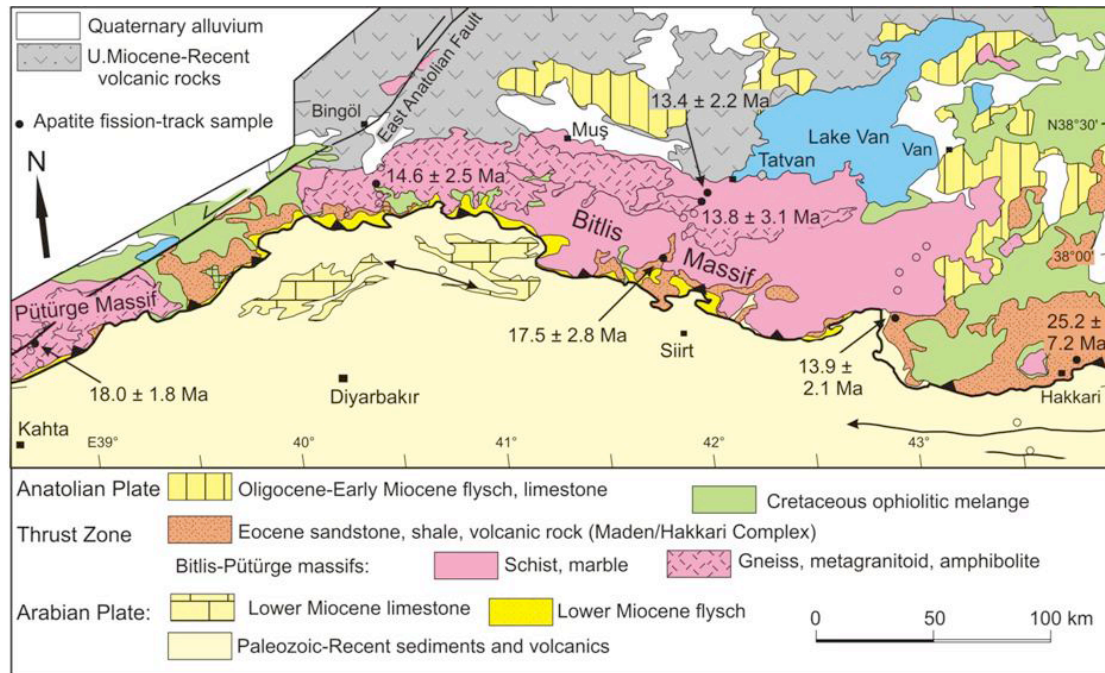 Quaternary alluvium
U.Miocene-Recent
volcanic rocks
Apatite fission-track sample
N
Bingöl
East Anatolian Fault
Muş
13.4 ± 2.2 Ma
Lake Van
Van
Tatvan
N38°30'
14.6 ± 2.5 Ma
13.8 ± 3.1 Ma
Bitlis
Massif
38°00'
Pütürge Massif
17.5 ± 2.8 Ma
Siirt
13.9 ±
2.1 Ma
25.2 ±
7.2 Ma
Hakkari
18.0 ± 1.8 Ma
Diyarbakır
Kahta
E39°
40°
41°
42°
43°
Anatolian Plate
Oligocene-Early Miocene flysch, limestone
Cretaceous ophiolitic melange
Thrust Zone
Eocene sandstone, shale, volcanic rock (Maden/Hakkari Complex)
Bitlis-Pütürge massifs:
Schist, marble
Gneiss, metagranitoid, amphibolite
Arabian Plate:
Lower Miocene limestone
Lower Miocene flysch
Paleozoic-Recent sediments and volcanics
0
50
100 km